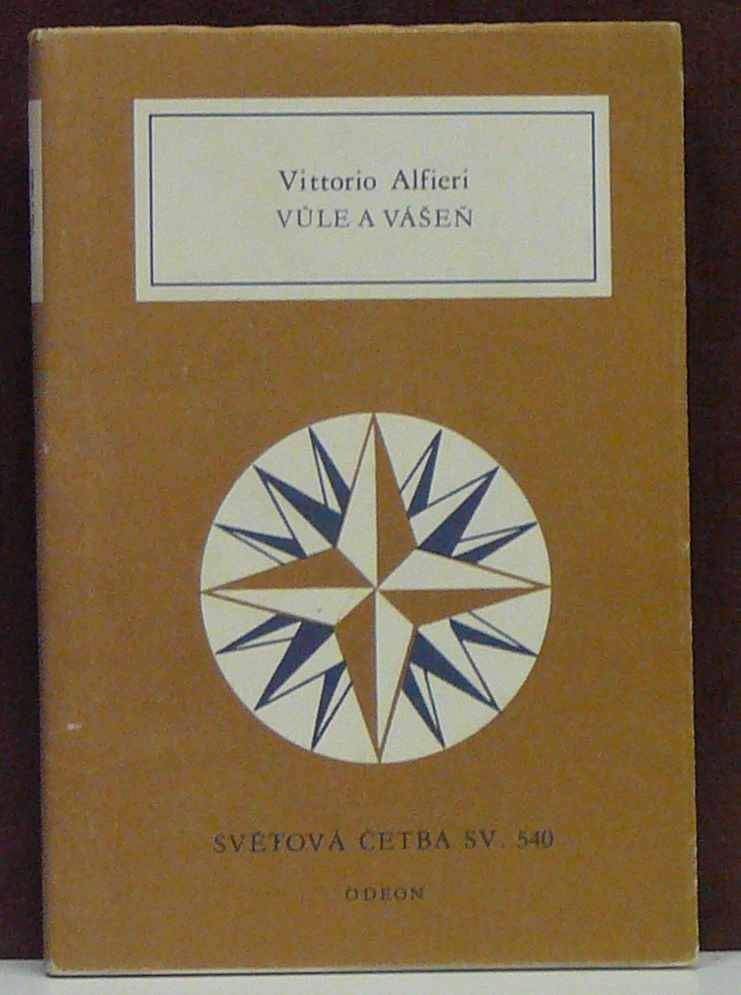 Vittorio Alfieri
VŮLE A VÁŠEŇ
SVĚTOVÁ ČETBA SV. 540
ODEON